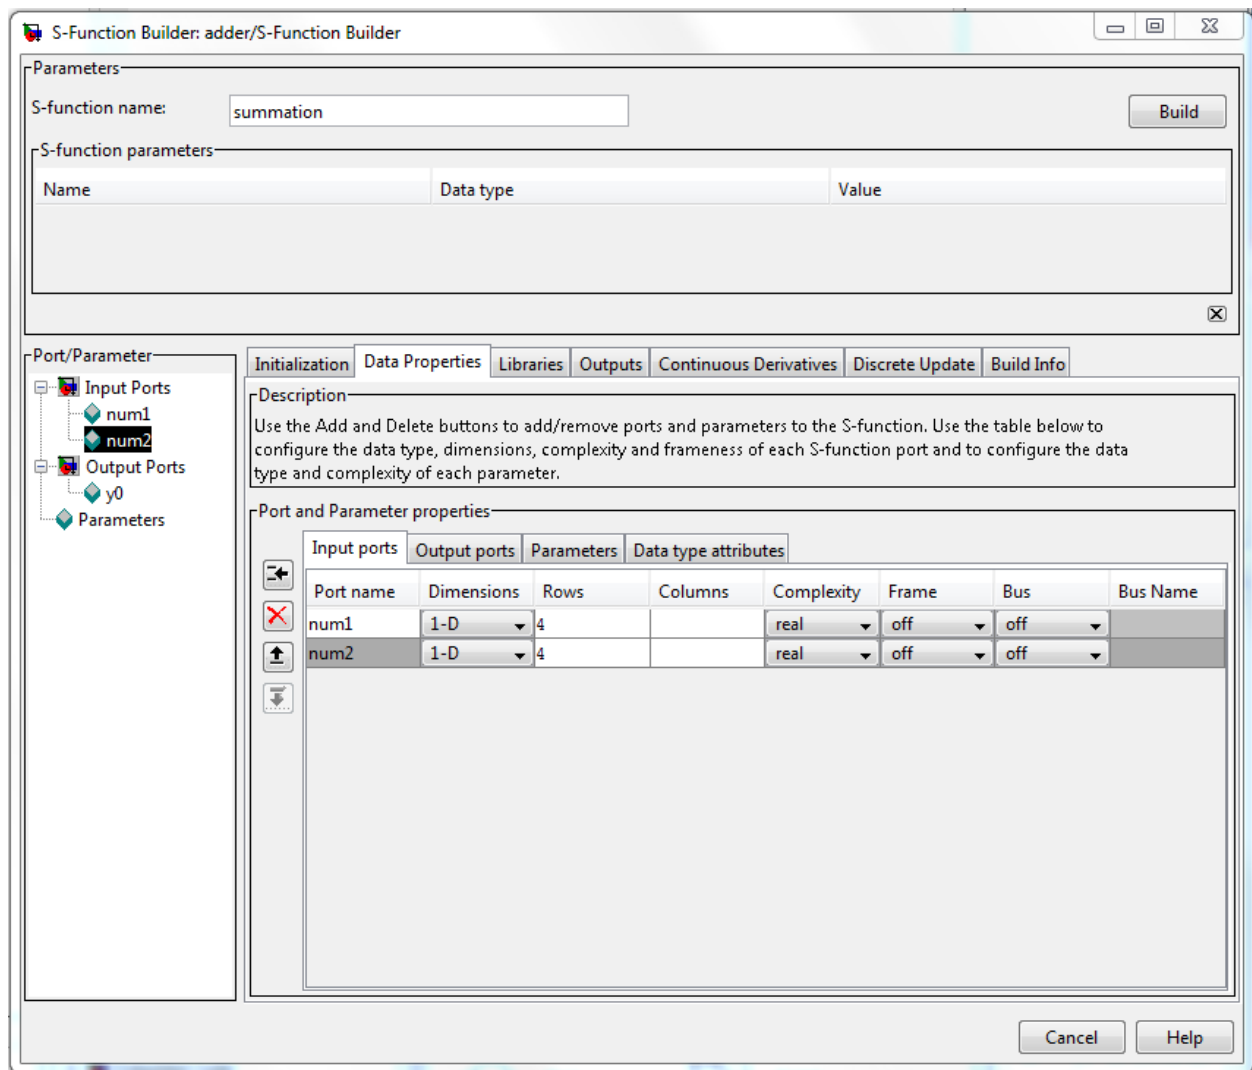 S-Function Builder: adder/S-Function Builder
Parameters
S-function name: summation Build
S-function parameters
Name Data type Value
Port/Parameter
Input Ports
num1
num2
Output Ports
y0
Parameters
Initialization Data Properties Libraries Outputs Continuous Derivatives Discrete Update Build Info
Description
Use the Add and Delete buttons to add/remove ports and parameters to the S-function. Use the table below to
configure the data type, dimensions, complexity and frameness of each S-function port and to configure the data
type and complexity of each parameter.
Port and Parameter properties
Input ports Output ports Parameters Data type attributes
Port name Dimensions Rows Columns Complexity Frame Bus Bus Name
num1 1-D 4 real off off
num2 1-D 4 real off off
Cancel Help